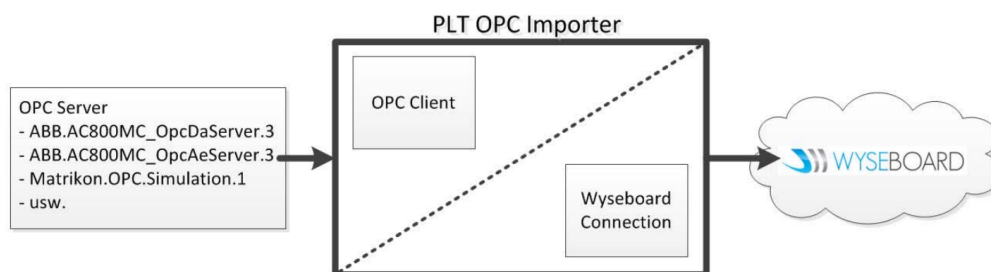 PLT OPC Importer
OPC Server
- ABB.AC800MC_OpcDaServer.3
- ABB.AC800MC_OpcAeServer.3
- Matrikon.OPC.Simulation.1
- usw.
OPC Client
Wyseboard
Connection
WYSEBOARD